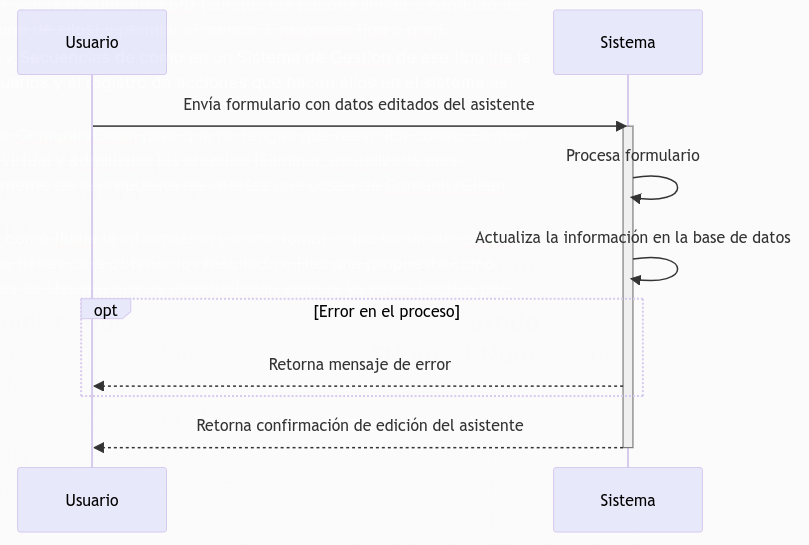 Usuario
Sistema
Envía formulario con datos editados del asistente
Procesa formulario
Actualiza la información en la base de datos
opt
[Error en el proceso]
Retorna mensaje de error
Retorna confirmación de edición del asistente
Usuario
Sistema